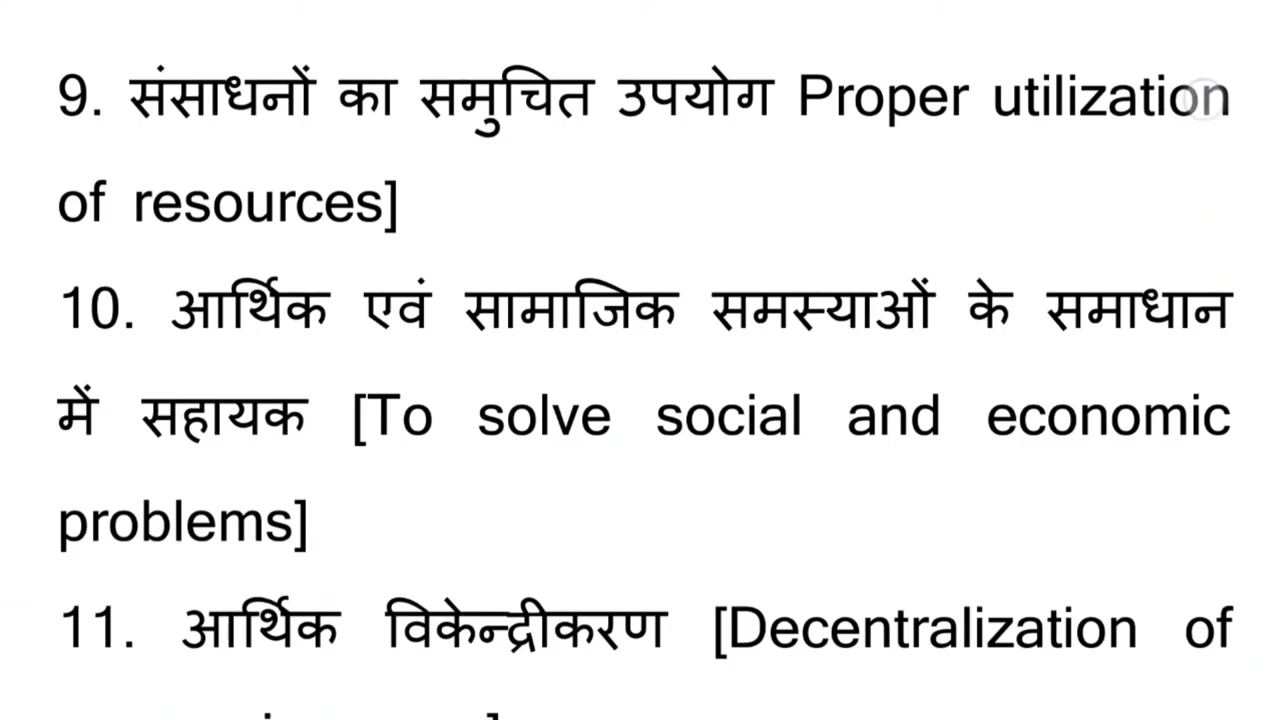 9. संसाधनों का समुचित उपयोग Proper utilization
of resources]
10. आर्थिक एवं सामाजिक समस्याओं के समाधान
में सहायक [To solve social and economic
problems]
11. आर्थिक विकेन्द्रीकरण [Decentralization of